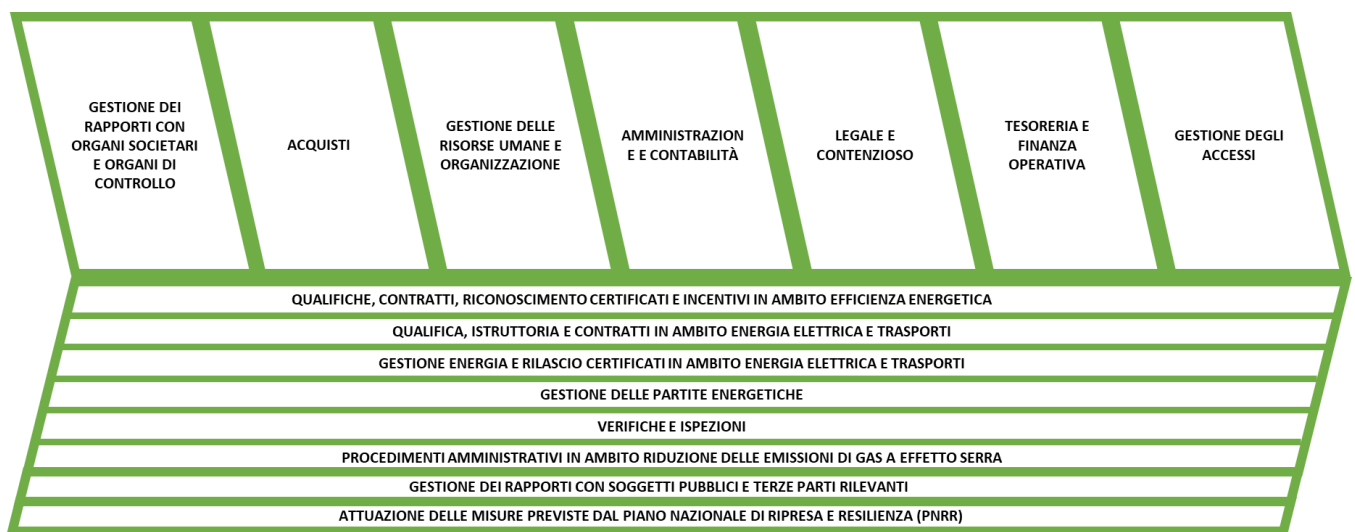 GESTIONE DEI
RAPPORTI CON
ORGANI SOCIETARI
E ORGANI DI
CONTROLLO
ACQUISTI
GESTIONE DELLE
RISORSE UMANE E
ORGANIZZAZIONE
AMMINISTRAZION
E E CONTABILITÀ
LEGALE E
CONTENZIOSO
TESORERIA E
FINANZA
OPERATIVA
GESTIONE DEGLI
ACCESSI
QUALIFICHE, CONTRATTI, RICONOSCIMENTO CERTIFICATI E INCENTIVI IN AMBITO EFFICIENZA ENERGETICA
QUALIFICA, ISTRUTTORIA E CONTRATTI IN AMBITO ENERGIA ELETTRICA E TRASPORTI
GESTIONE ENERGIA E RILASCIO CERTIFICATI IN AMBITO ENERGIA ELETTRICA E TRASPORTI
GESTIONE DELLE PARTITE ENERGETICHE
VERIFICHE E ISPEZIONI
PROCEDIMENTI AMMINISTRATIVI IN AMBITO RIDUZIONE DELLE EMISSIONI DI GAS A EFFETTO SERRA
GESTIONE DEI RAPPORTI CON SOGGETTI PUBBLICI E TERZE PARTI RILEVANTI
ATTUAZIONE DELLE MISURE PREVISTE DAL PIANO NAZIONALE DI RIPRESA E RESILIENZA (PNRR)